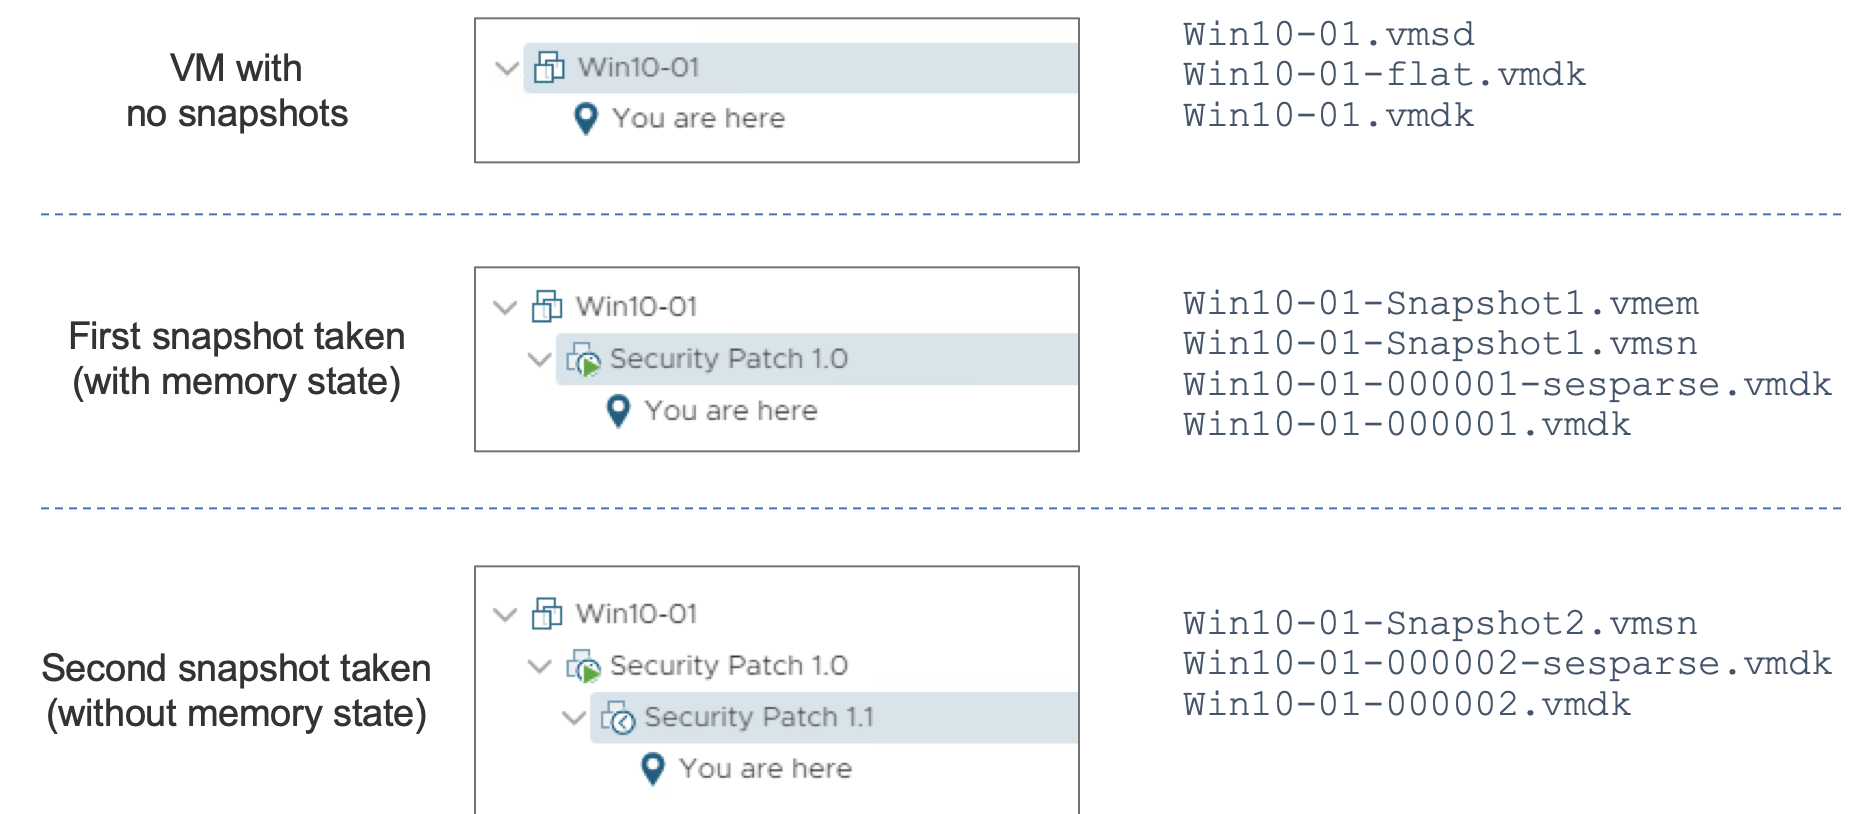 VM with
no snapshots
Win10-01
You are here
Win10-01.vmsd
Win10-01-flat.vmdk
Win10-01.vmdk
First snapshot taken
(with memory state)
Win10-01
Security Patch 1.0
You are here
Win10-01-Snapshot1.vmem
Win10-01-Snapshot1.vmsn
Win10-01-000001-sesparse.vmdk
Win10-01-000001.vmdk
Second snapshot taken
(without memory state)
Win10-01
Security Patch 1.0
Security Patch 1.1
You are here
Win10-01-Snapshot2.vmsn
Win10-01-000002-sesparse.vmdk
Win10-01-000002.vmdk